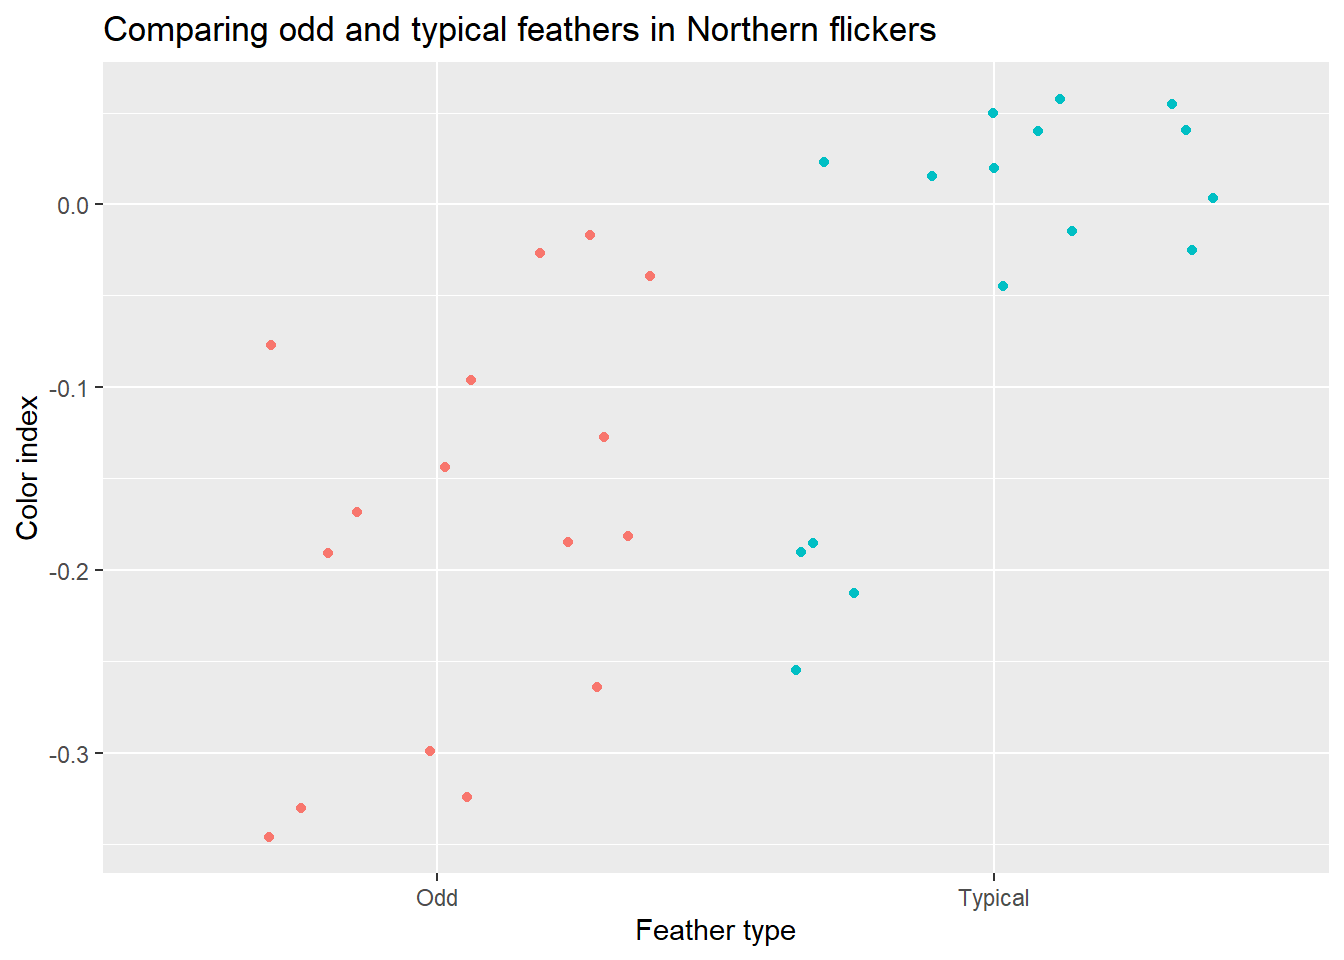 Comparing odd and typical feathers in Northern flickers
0.0
-0.1
-0.2
-0.3
Color index
Odd Typical
Feather type